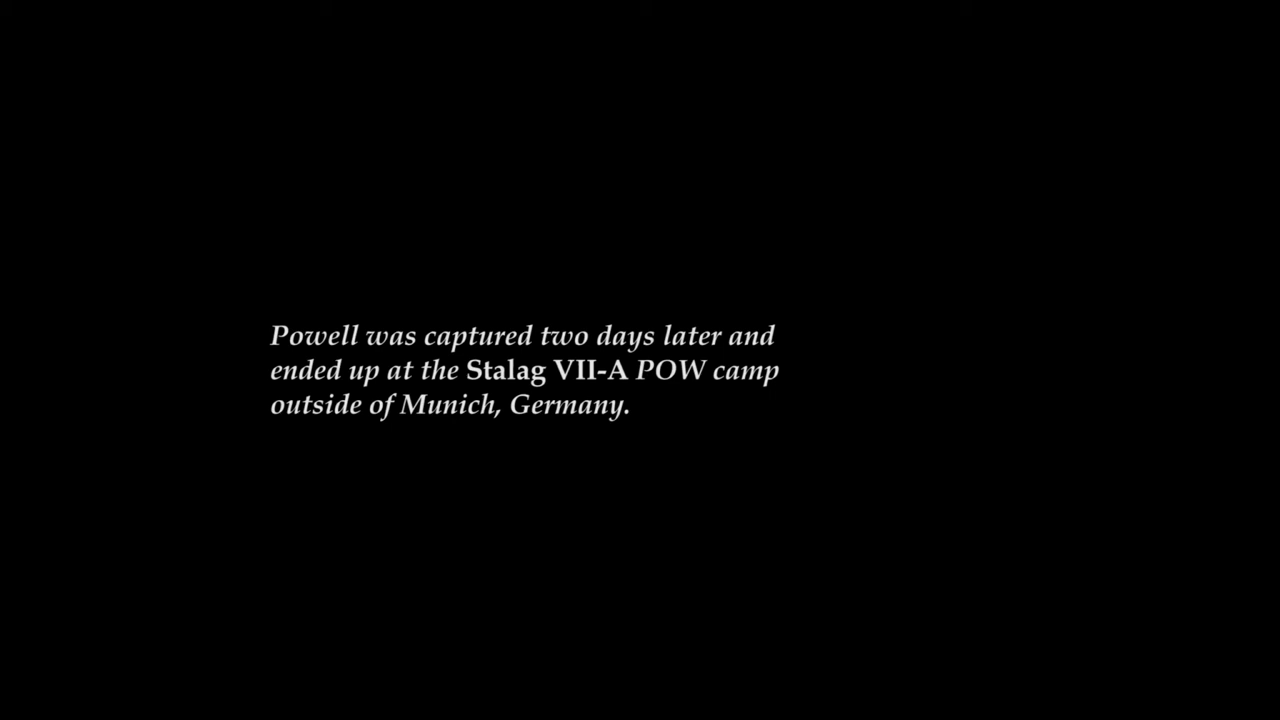 Powell was captured two days later and
ended up at the Stalag VII-A POW camp
outside of Munich, Germany.